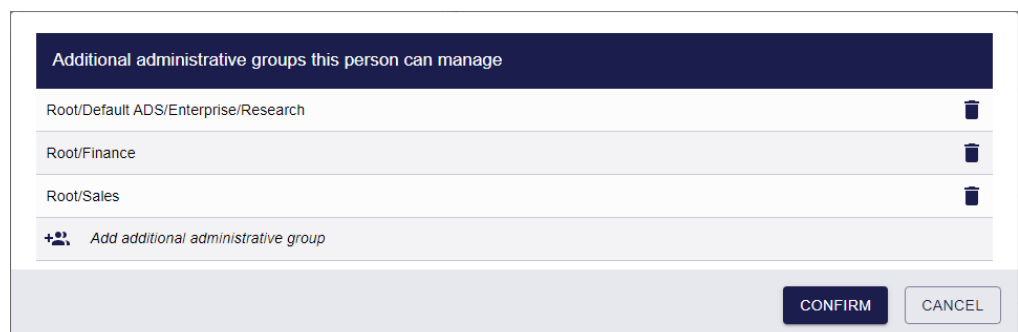 Additional administrative groups this person can manage
Root/Default ADS/Enterprise/Research
Root/Finance
Root/Sales
Add additional administrative group
CONFIRM CANCEL